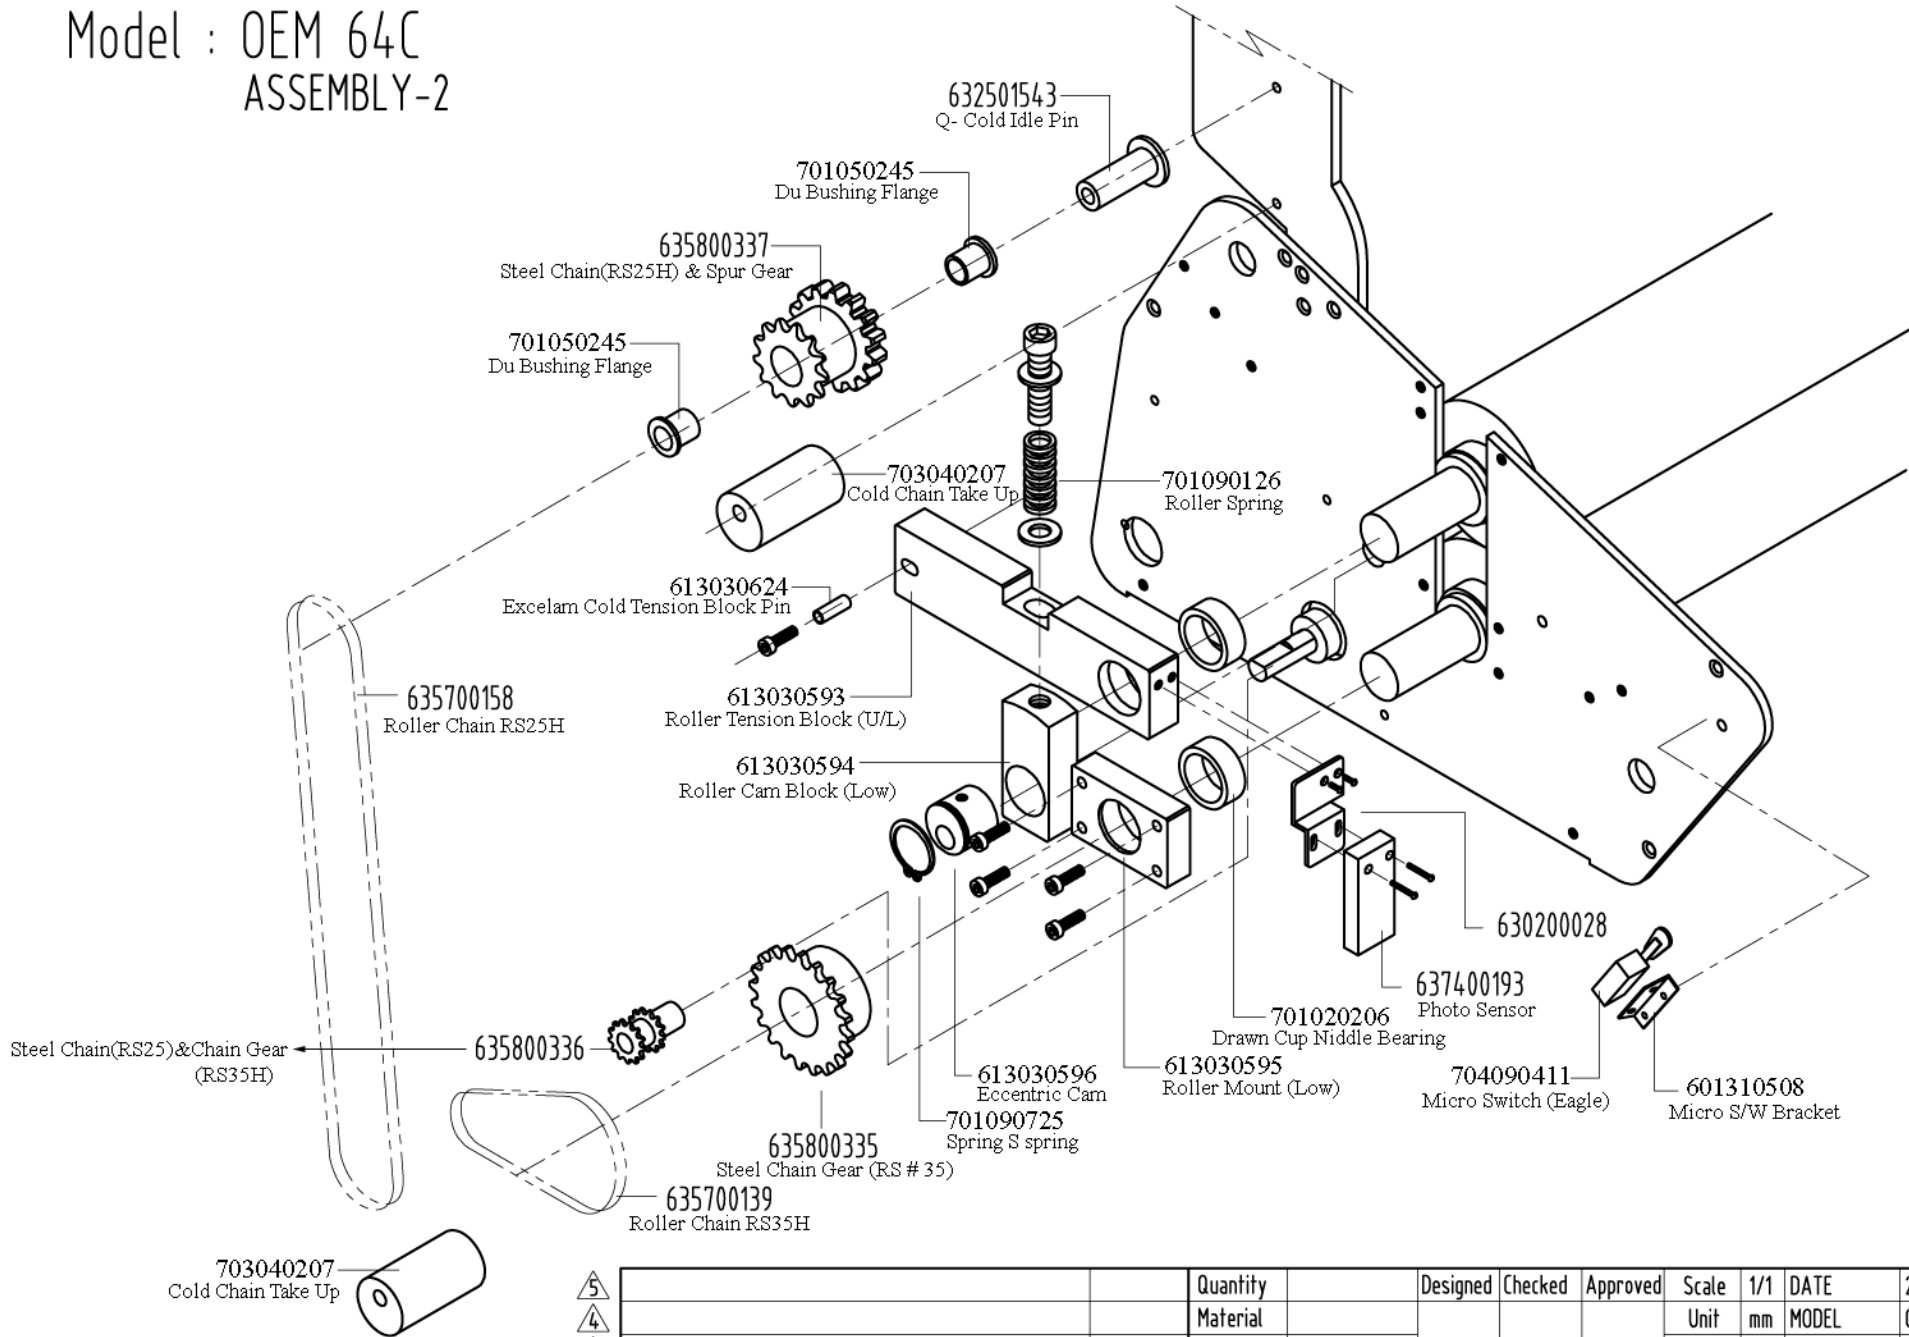 Model : OEM 64C
ASSEMBLY-2
632501543
Q- Cold Idle Pin
701050245
Du Bushing Flange
635800337
Steel Chain(RS25H) & Spur Gear
701050245
Du Bushing Flange
703040207
Cold Chain Take Up
701090126
Roller Spring
613030624
Excelam Cold Tension Block Pin
635700158
Roller Chain RS25H
613030593
Roller Tension Block (U/L)
613030594
Roller Cam Block (Low)
630200028
637400193
Photo Sensor
701020206
Drawn Cup Niddle Bearing
635800336
Steel Chain(RS25)&Chain Gear
(RS35H)
613030596
Eccentric Cam
613030595
Roller Mount (Low)
704090411
Micro Switch (Eagle)
601310508
Micro S/W Bracket
701090725
Spring S spring
635800335
Steel Chain Gear (RS # 35)
635700139
Roller Chain RS35H
703040207
Cold Chain Take Up
5
Quantity Designed Checked Approved Scale 1/1 DATE
4
Material Unit mm MODEL